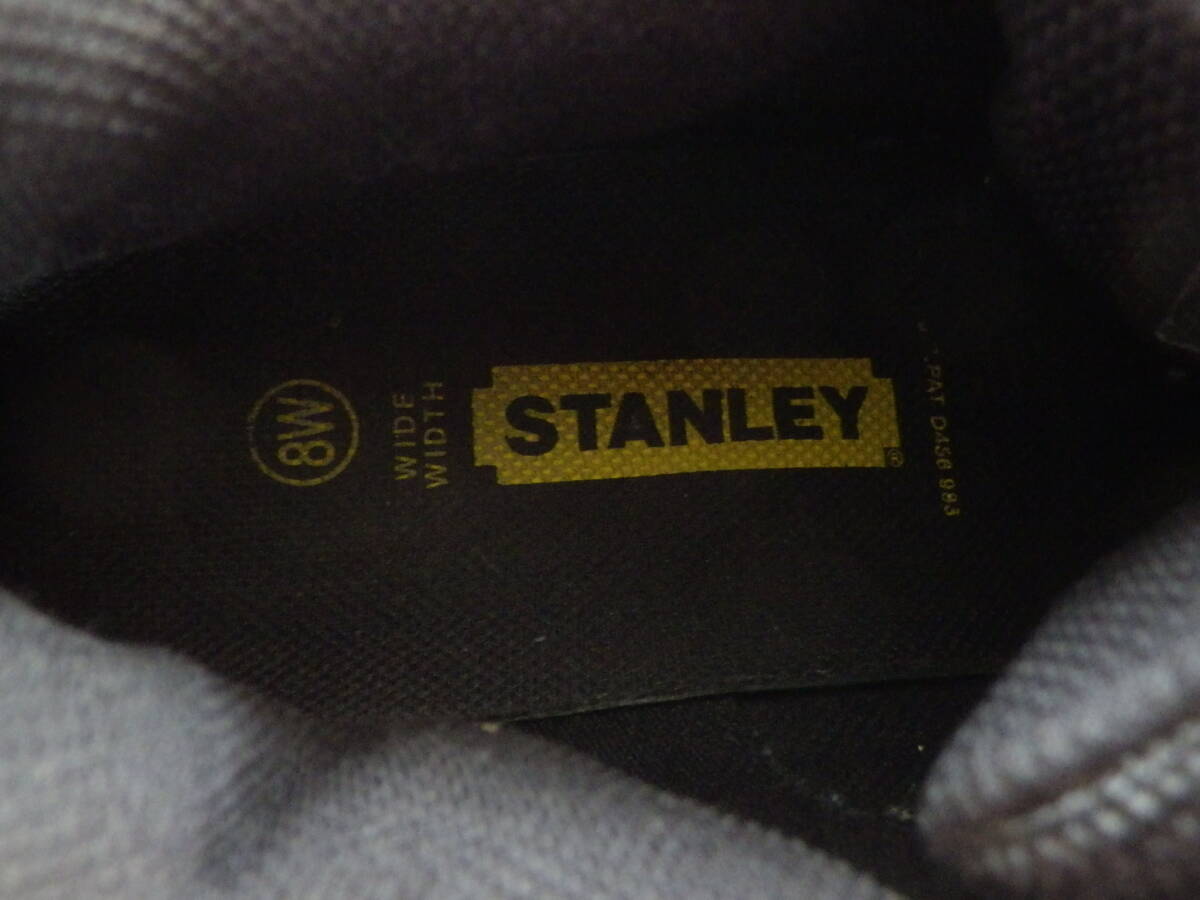 8W
WIDE
WIDTH
STANLEY
®
PAT D456 983